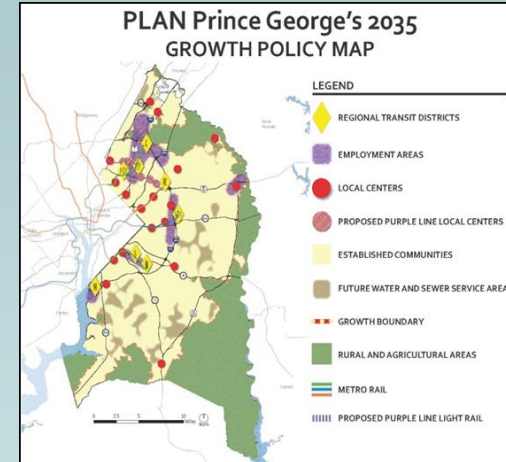 PLAN Prince George's 2035
GROWTH POLICY MAP
LEGEND
REGIONAL TRANSIT DISTRICTS
EMPLOYMENT AREAS
LOCAL CENTERS
PROPOSED PURPLE LINE LOCAL CENTERS
ESTABLISHED COMMUNITIES
FUTURE WATER AND SEWER SERVICE AREA
GROWTH BOUNDARY
RURAL AND AGRICULTURAL AREAS
METRO RAIL
PROPOSED PURPLE LINE LIGHT RAIL